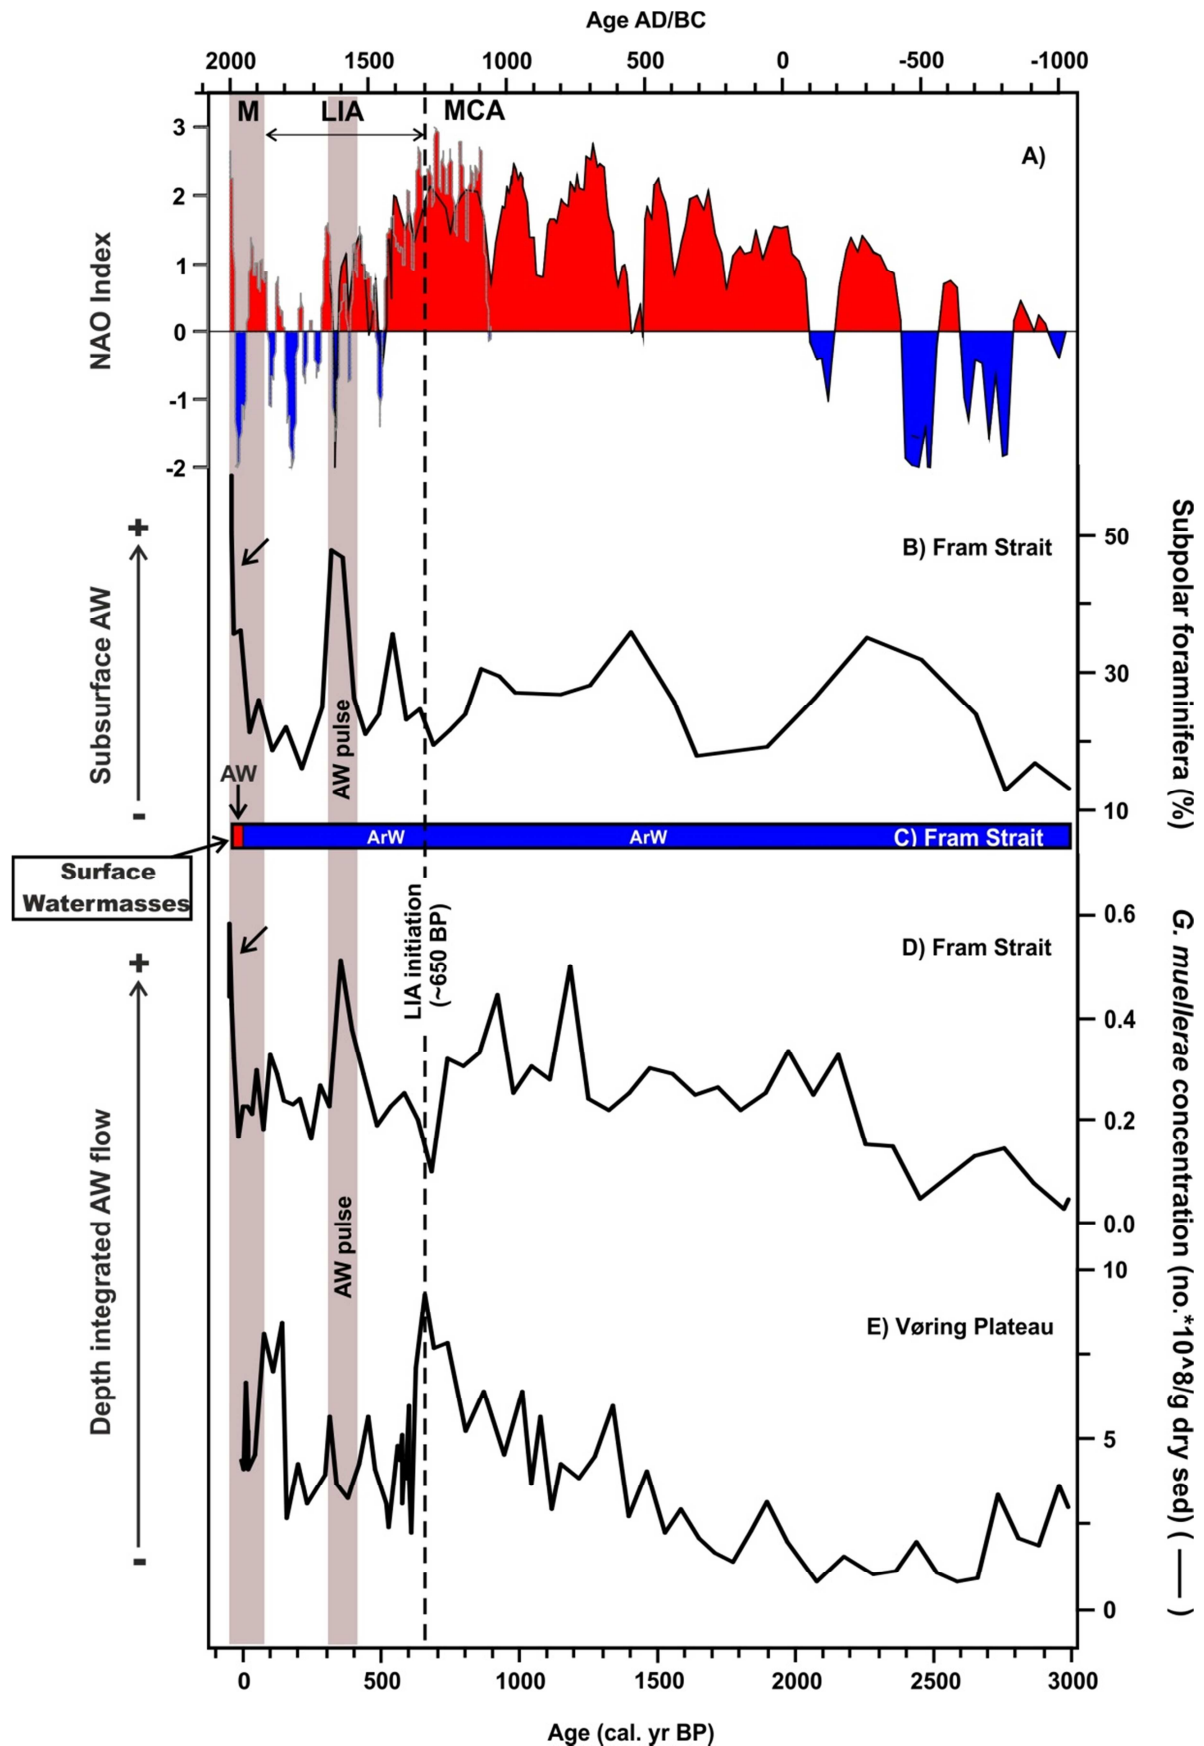 Age AD/BC
2000 1500 1000 500 0 -500 -1000
M LIA MCA
A)
3
2
1
0
-1
-2
NAO Index
B) Fram Strait
50
30
10
Subpolar foraminifera (%)
+
Subsurface AW
-
AW pulse
AW
ArW ArW C) Fram Strait
Surface
Watermasses
LIA initiation
(~650 BP)
D) Fram Strait
0.6
0.4
0.2
0.0
+
Depth integrated AW flow
-
AW pulse
E) Vøring Plateau
10
5
0
G. muellerae concentration (no.*10^8/g dry sed) ( — )
0 500 1000 1500 2000 2500 3000
Age (cal. yr BP)